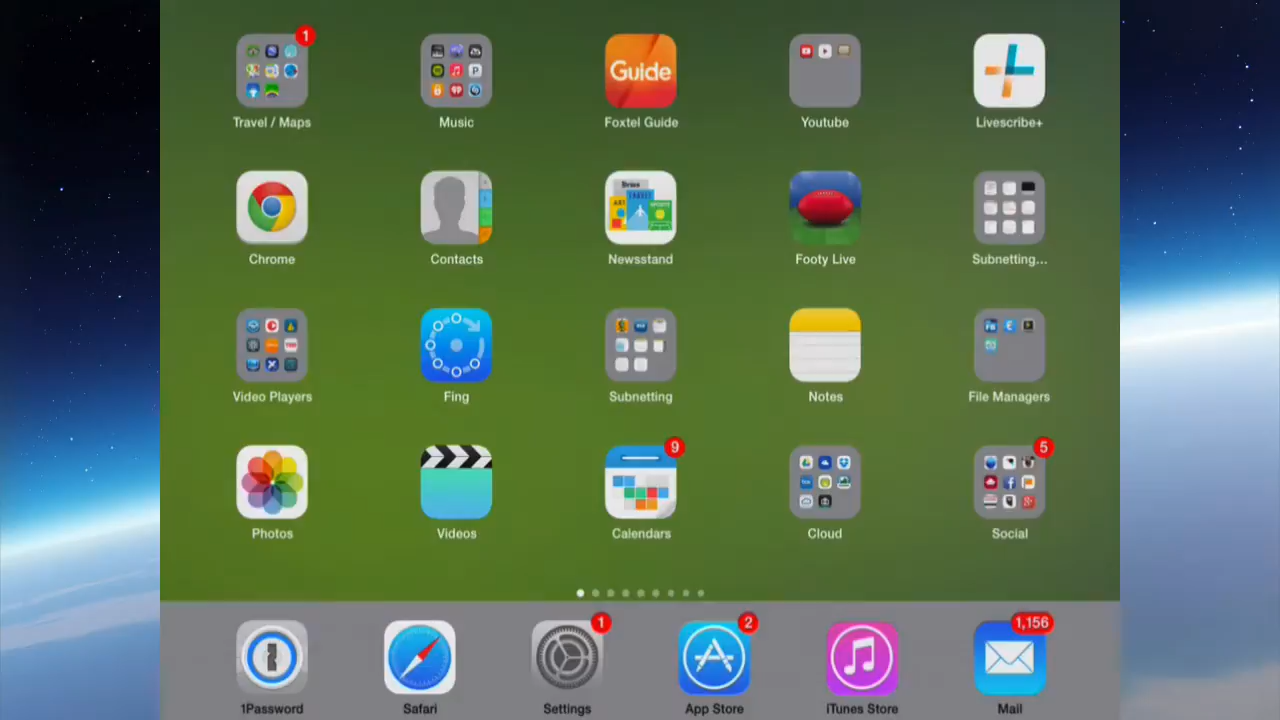 1
Guide
Travel / Maps
Music
Foxtel Guide
Youtube
Livescribe+
Chrome
Contacts
Newsstand
Footy Live
Subnetting...
Video Players
Fing
Subnetting
Notes
File Managers
9
5
Photos
Videos
Calendars
Cloud
Social
1
2
1,156
1Password
Safari
Settings
App Store
iTunes Store
Mail